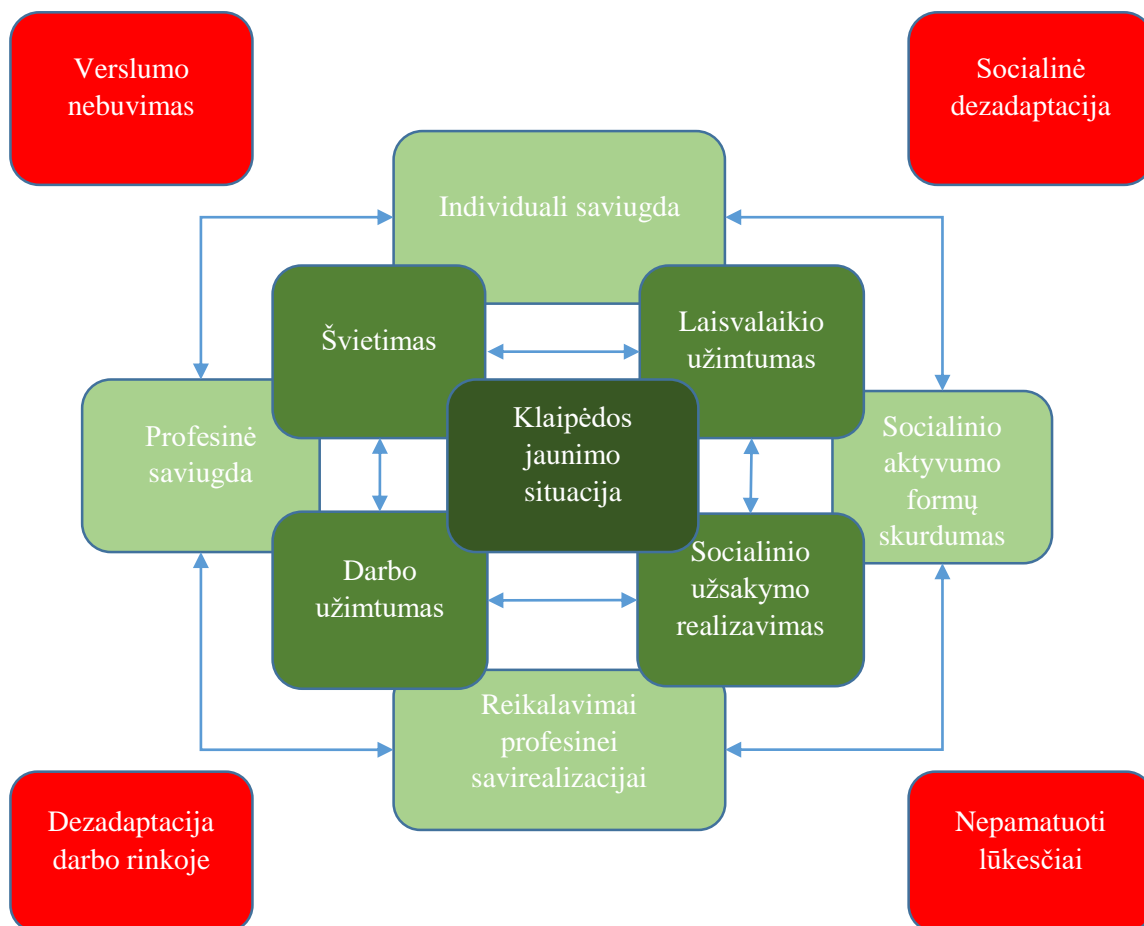 Verslumo
nebuvimas
Socialinė
dezadaptacija
Individuali saviugda
Švietimas
Laisvalaikio
užimtumas
Profesinė
saviugda
Klaipėdos
jaunimo
situacija
Socialinio
aktyvumo
formų
skurdumas
Darbo
užimtumas
Socialinio
užsakymo
realizavimas
Reikalavimai
profesinei
savirealizacijai
Dezadaptacija
darbo rinkoje
Nepamatuoti
lūkesčiai